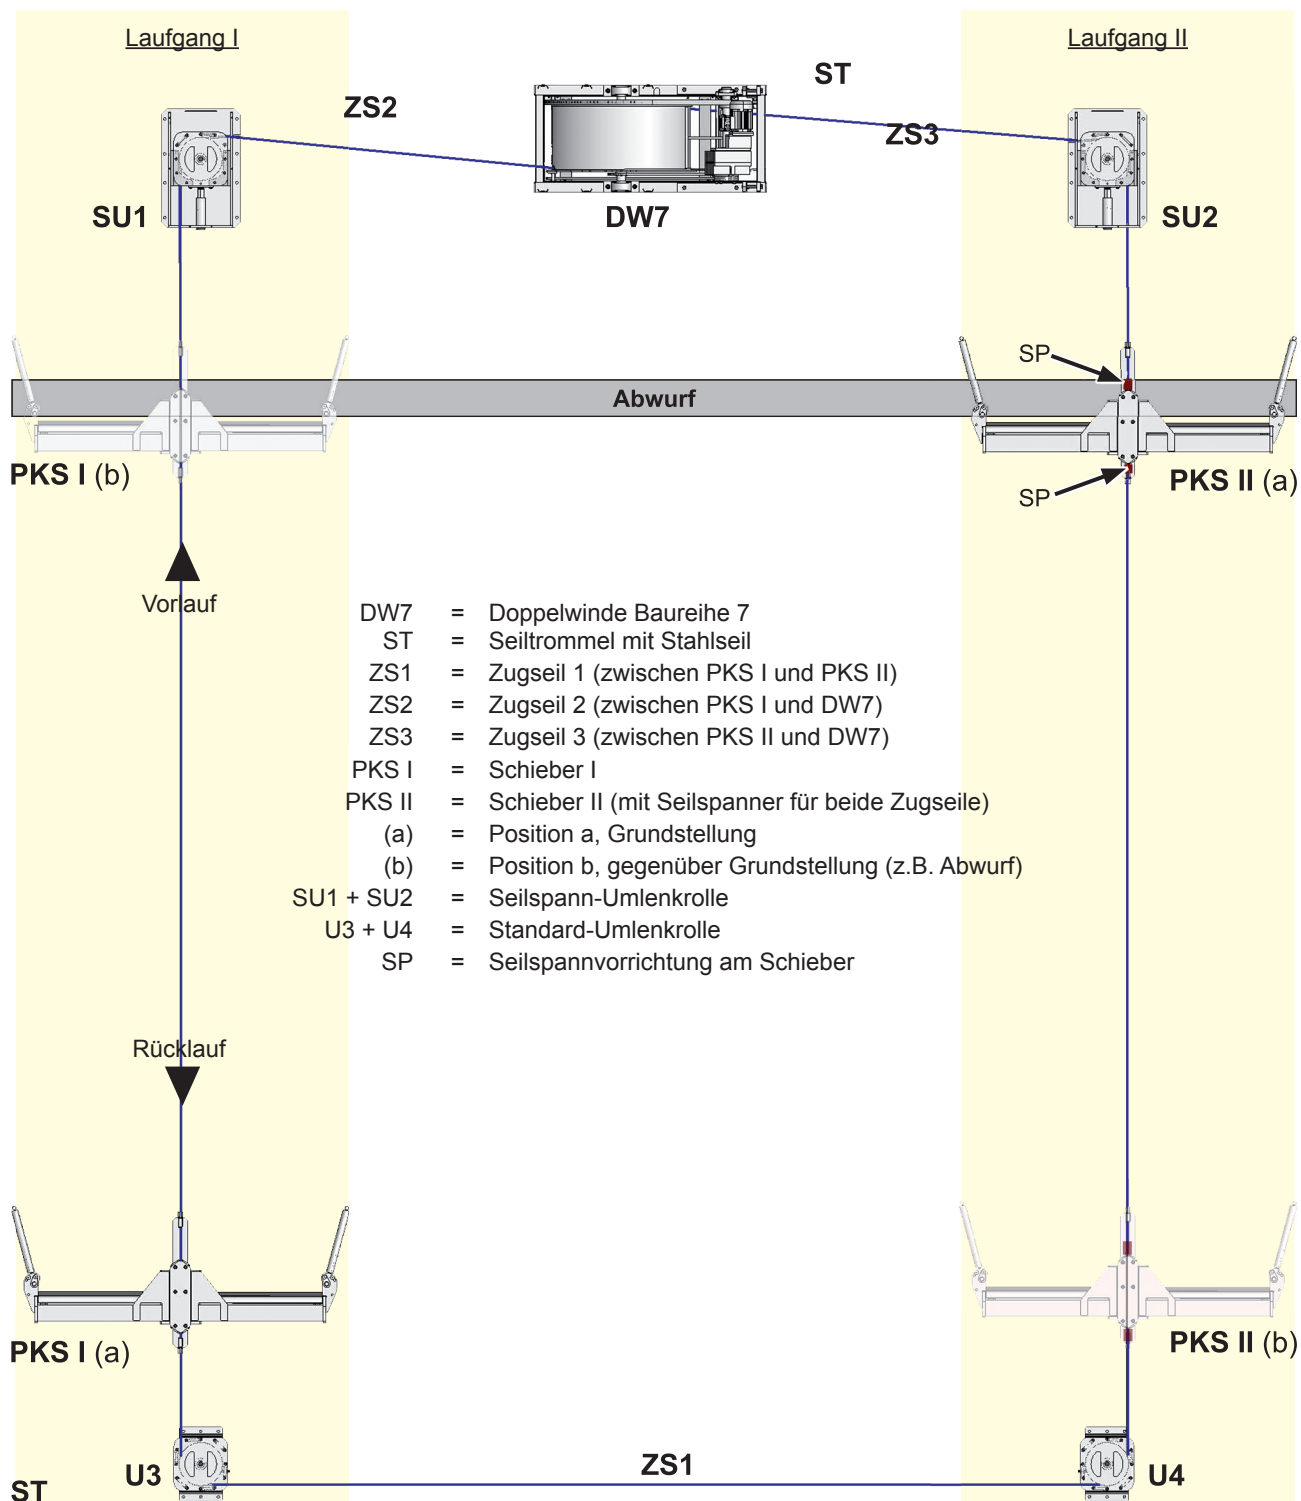 Laufgang I
Laufgang II
ST
ZS2
ZS3
SU1
DW7
SU2
SP
Abwurf
PKS I (b)
PKS II (a)
SP
Vorlauf
DW7 = Doppelwinde Baureihe 7
ST = Seiltrommel mit Stahlseil
ZS1 = Zugseil 1 (zwischen PKS I und PKS II)
ZS2 = Zugseil 2 (zwischen PKS I und DW7)
ZS3 = Zugseil 3 (zwischen PKS II und DW7)
PKS I = Schieber I
PKS II = Schieber II (mit Seilspanner für beide Zugseile)
(a) = Position a, Grundstellung
(b) = Position b, gegenüber Grundstellung (z.B. Abwurf)
SU1 + SU2 = Seilspann-Umlenkrolle
U3 + U4 = Standard-Umlenkrolle
SP = Seilspannvorrichtung am Schieber
Rücklauf
PKS I (a)
PKS II (b)
U3
ZS1
U4
ST